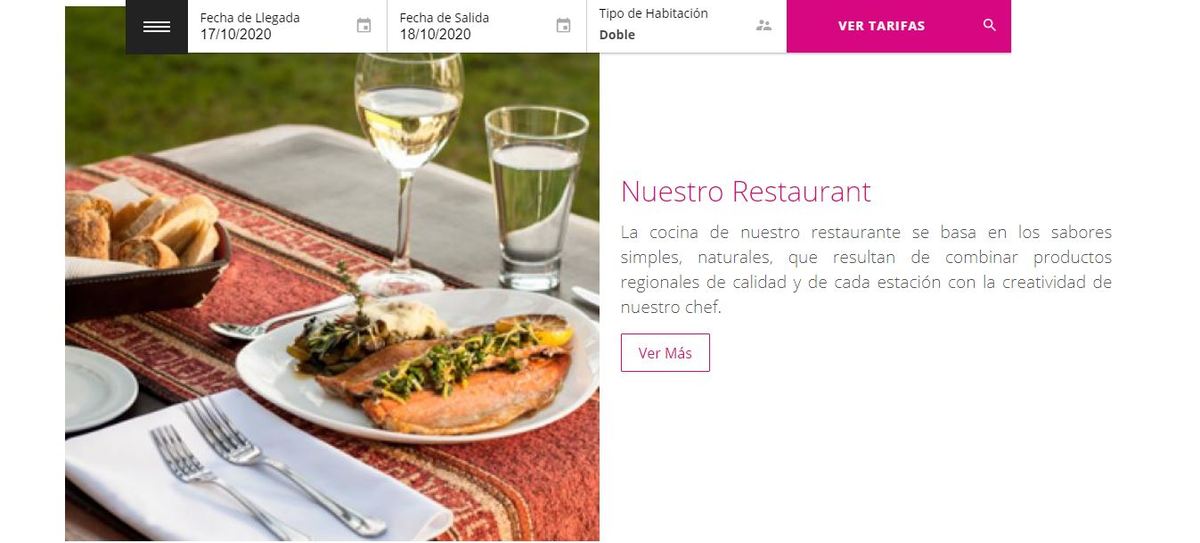 Fecha de Llegada
17/10/2020
Fecha de Salida
18/10/2020
Tipo de Habitación
Doble
VER TARIFAS
Nuestro Restaurant
La cocina de nuestro restaurante se basa en los sabores
simples, naturales, que resultan de combinar productos
regionales de calidad y de cada estación con la creatividad de
nuestro chef.
Ver Más